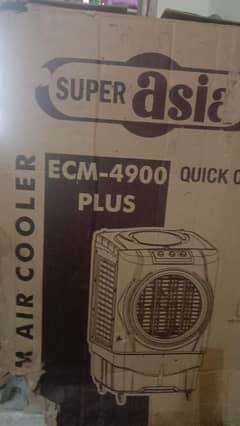 SUPER asia
ECM-4900 QUICK C
PLUS
M AIR COOLER